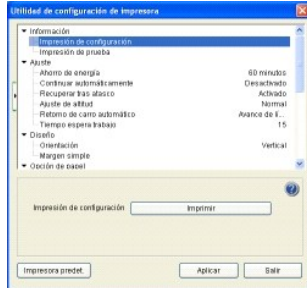 Utilidad de configuración de impresora
Información
Impresión de configuración
Impresión de prueba
Ajuste
Ahorro de energía 60 minutos
Continuar automáticamente Desactivado
Recuperar tras atasco Activado
Ajuste de altitud Normal
Retorno de carro automático Avance de lí...
Tiempo espera trabajo 15
Diseño
Orientación Vertical
Margen simple
Opción de papel
Impresión de configuración Imprimir
Impresora predet. Aplicar Salir